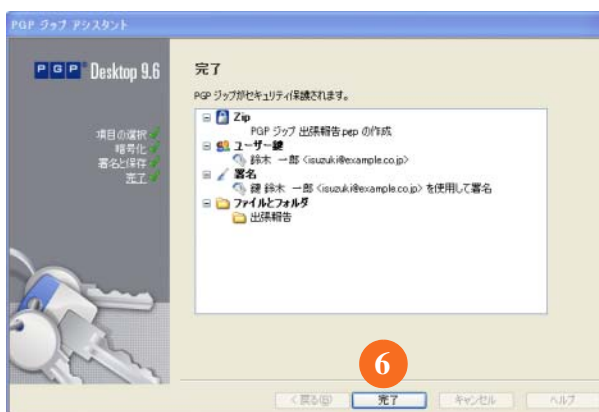 PGP ジップ アシスタント
PGP Desktop 9.6
項目の選択
暗号化
署名と保存
完了
完了
PGP ジップがセキュリティ保護されます。
Zip
PGP ジップ 出張報告.pgp の作成
ユーザー鍵
鈴木 一郎 <isuzuki@example.co.jp>
署名
鍵 鈴木 一郎 <isuzuki@example.co.jp> を使用して署名
ファイルとフォルダ
出張報告
6
< 戻る(B)
完了
キャンセル
ヘルプ